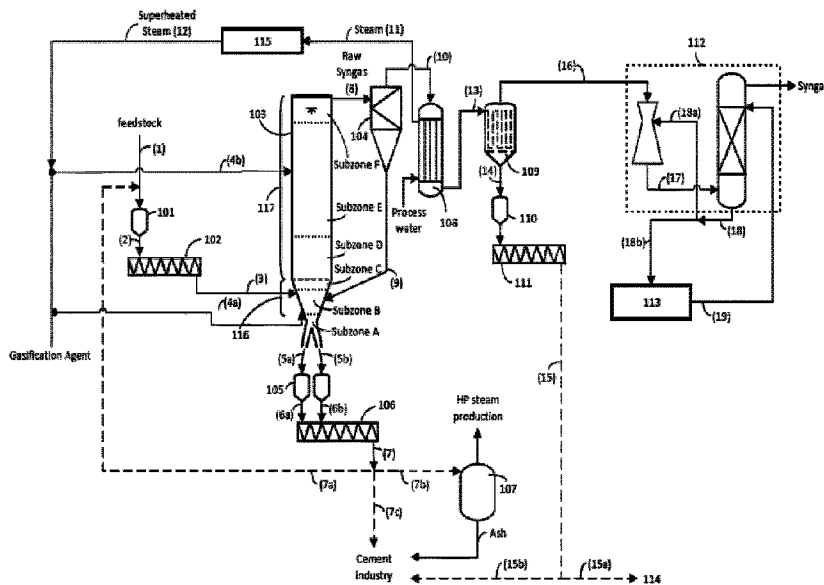 Superheated
Steam (12)
115
Steam (11)
Raw
Syngas
(8)
(10)
(13)
(16)
112
Syngas
103
104
feedstock
(1)
(4b)
117
Subzone F
(18a)
109
(14)
(17)
101
(2)
102
Subzone E
Process
water
108
110
(18)
(3)
Subzone D
Subzone C
(9)
111
(18b)
(4a)
Subzone B
113
(19)
116
Subzone A
Gasification Agent
(5a)
(5b)
105
(15)
(6a)
(6b)
106
HP steam
production
(7)
(7a)
(7b)
107
(7c)
Ash
Cement
industry
(15b)
(15a)
114